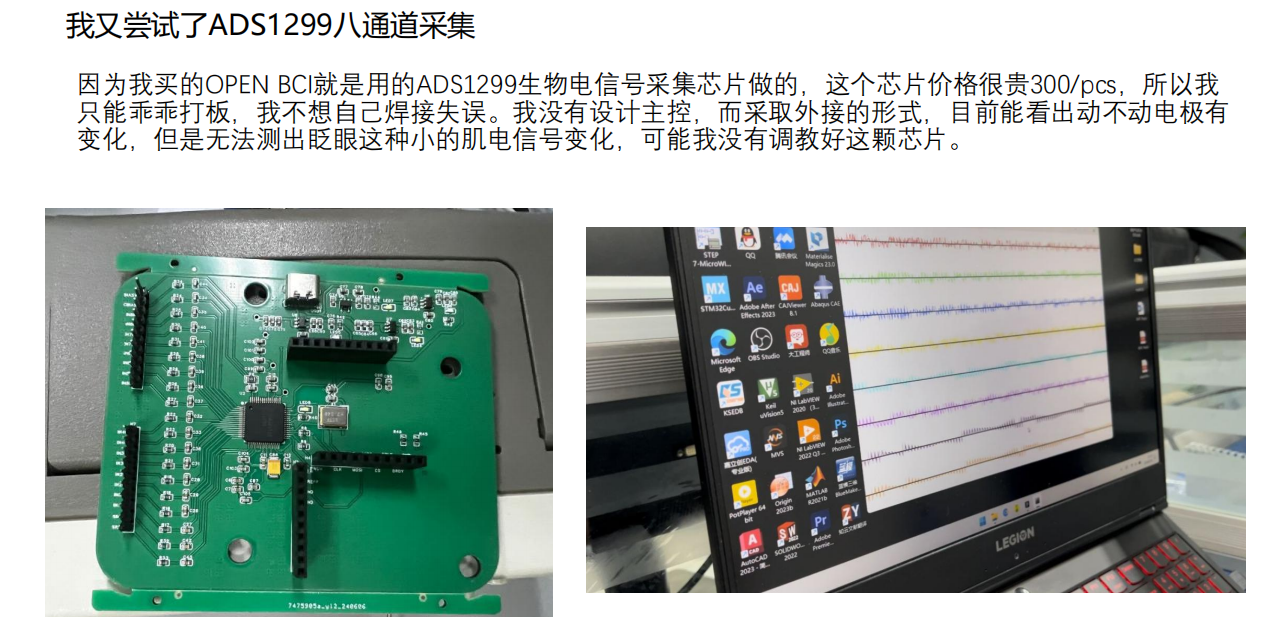 我又尝试了ADS1299八通道采集
因为我买的OPEN BCI就是用的ADS1299生物电信号采集芯片做的，这个芯片价格很贵300/pcs，所以我
只能乖乖打板，我不想自己焊接失误。我没有设计主控，而采取外接的形式，目前能看出动不动电极有
变化，但是无法测出眨眼这种小的肌电信号变化，可能我没有调教好这颗芯片。
7475905a_y12_240606
STEP
7-MicroWI...
QQ
腾讯会议
Materialise
Magics 23.0
MX
STM32Cu...
Ae
Adobe After
Effects 2023
CAJ
CAJViewer
8.1
Abaqus CAE
Microsoft
Edge
OBS Studio
大工程师
QQ音乐
KSEDB
Keil
uVision5
NI LabVIEW
2020 (3...
Ai
Adobe
Illustrat...
嘉立创EDA(
专业版)
MVS
NI LabVIEW
2022 Q3 ...
Ps
Adobe
Photosh...
PotPlayer 64
bit
Origin
2023b
MATLAB
R2021b
AutoCAD
2023 - 简...
SOLIDWO...
2022
Pr
Adobe
Premie...
ZY
知云文献翻译
LEGION